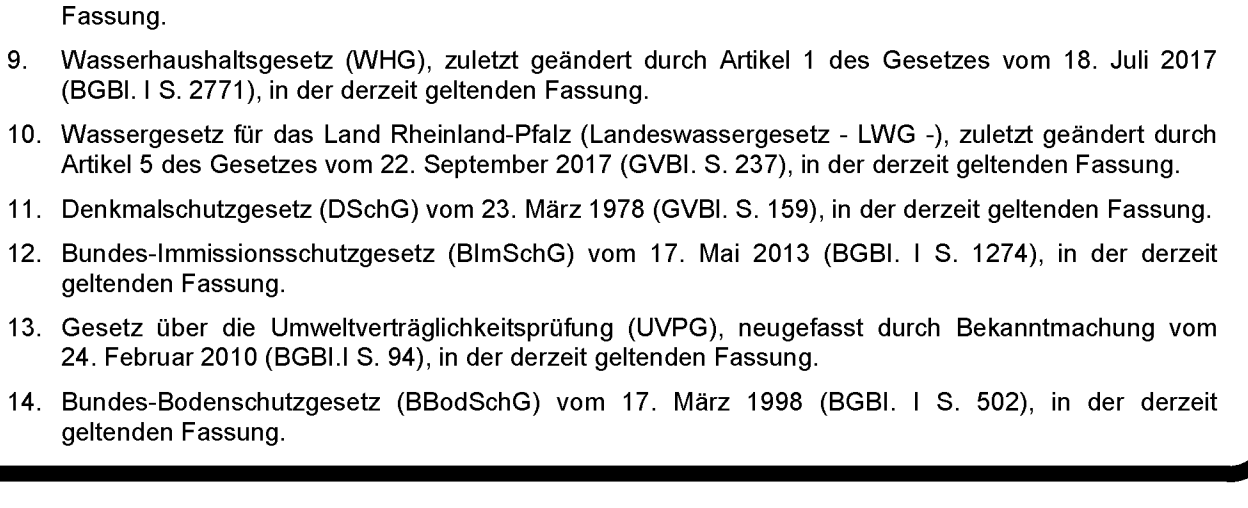 Fassung.
9. Wasserhaushaltsgesetz (WHG), zuletzt geändert durch Artikel 1 des Gesetzes vom 18. Juli 2017
(BGBl. I S. 2771), in der derzeit geltenden Fassung.
10. Wassergesetz für das Land Rheinland-Pfalz (Landeswassergesetz - LWG -), zuletzt geändert durch
Artikel 5 des Gesetzes vom 22. September 2017 (GVBl. S. 237), in der derzeit geltenden Fassung.
11. Denkmalschutzgesetz (DSchG) vom 23. März 1978 (GVBl. S. 159), in der derzeit geltenden Fassung.
12. Bundes-Immissionsschutzgesetz (BImSchG) vom 17. Mai 2013 (BGBl. I S. 1274), in der derzeit
geltenden Fassung.
13. Gesetz über die Umweltverträglichkeitsprüfung (UVPG), neugefasst durch Bekanntmachung vom
24. Februar 2010 (BGBl.I S. 94), in der derzeit geltenden Fassung.
14. Bundes-Bodenschutzgesetz (BBodSchG) vom 17. März 1998 (BGBl. I S. 502), in der derzeit
geltenden Fassung.